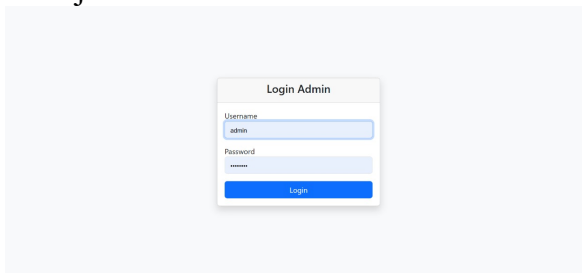 Login Admin
Username
admin
Password
••••••••
Login